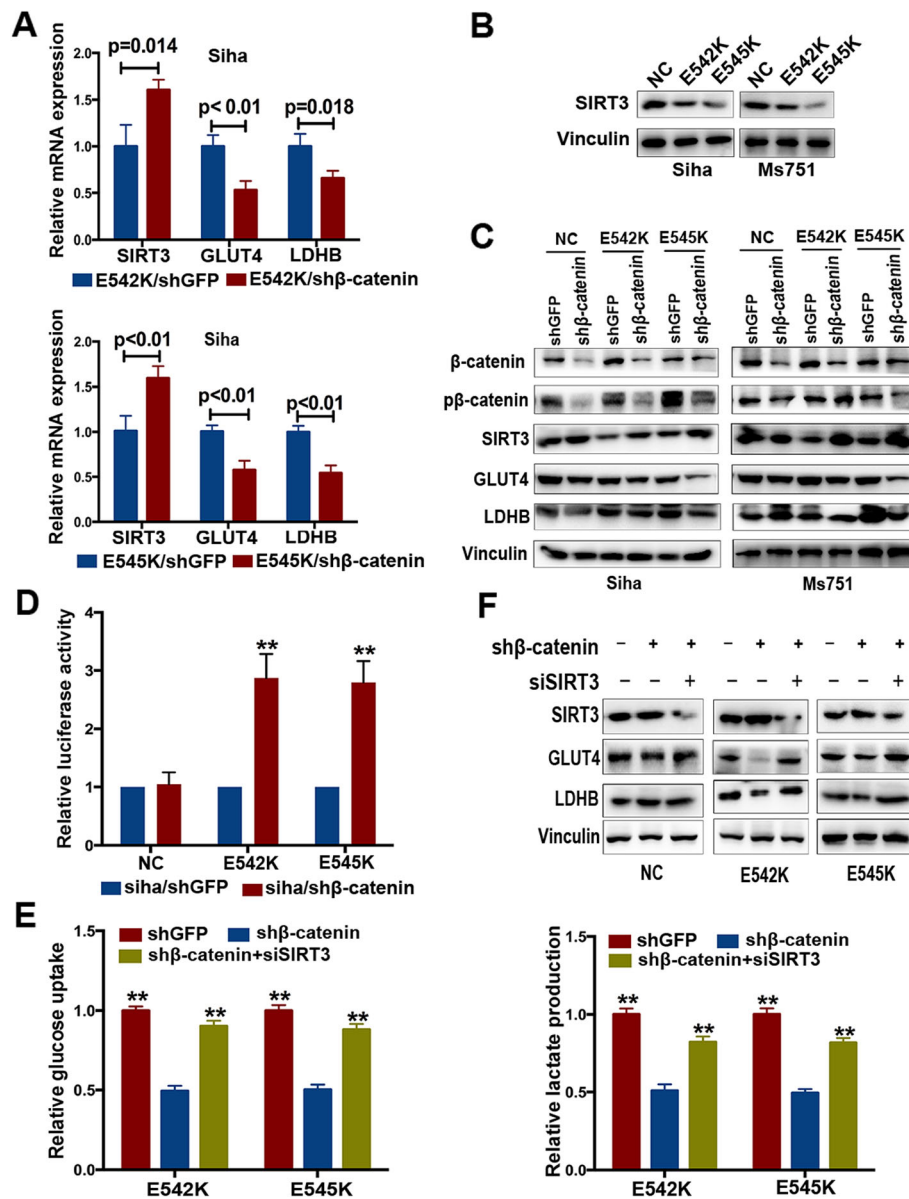 A
Siha
p=0.014
p< 0.01
p=0.018
Relative mRNA expression
2.0
1.5
1.0
0.5
0.0
SIRT3 GLUT4 LDHB
E542K/shGFP E542K/shβ-catenin
Siha
p<0.01
p<0.01
p<0.01
Relative mRNA expression
2.0
1.5
1.0
0.5
0.0
SIRT3 GLUT4 LDHB
E545K/shGFP E545K/shβ-catenin
B
NC E542K E545K NC E542K E545K
SIRT3
Vinculin
Siha Ms751
C
NC E542K E545K NC E542K E545K
shGFP shβ-catenin shGFP shβ-catenin shGFP shβ-catenin shGFP shβ-catenin shGFP shβ-catenin shGFP shβ-catenin
β-catenin
pβ-catenin
SIRT3
GLUT4
LDHB
Vinculin
Siha Ms751
D
Relative luciferase activity
4
3
2
1
0
** **
NC E542K E545K
siha/shGFP siha/shβ-catenin
F
shβ-catenin – + + – + + – + +
siSIRT3 – – + – – + – – +
SIRT3
GLUT4
LDHB
Vinculin
NC E542K E545K
E
Relative glucose uptake
1.5
1.0
0.5
0.0
shGFP shβ-catenin
shβ-catenin+siSIRT3
** ** ** **
E542K E545K
Relative lactate production
1.5
1.0
0.5
0.0
shGFP shβ-catenin
shβ-catenin+siSIRT3
** ** ** **
E542K E545K